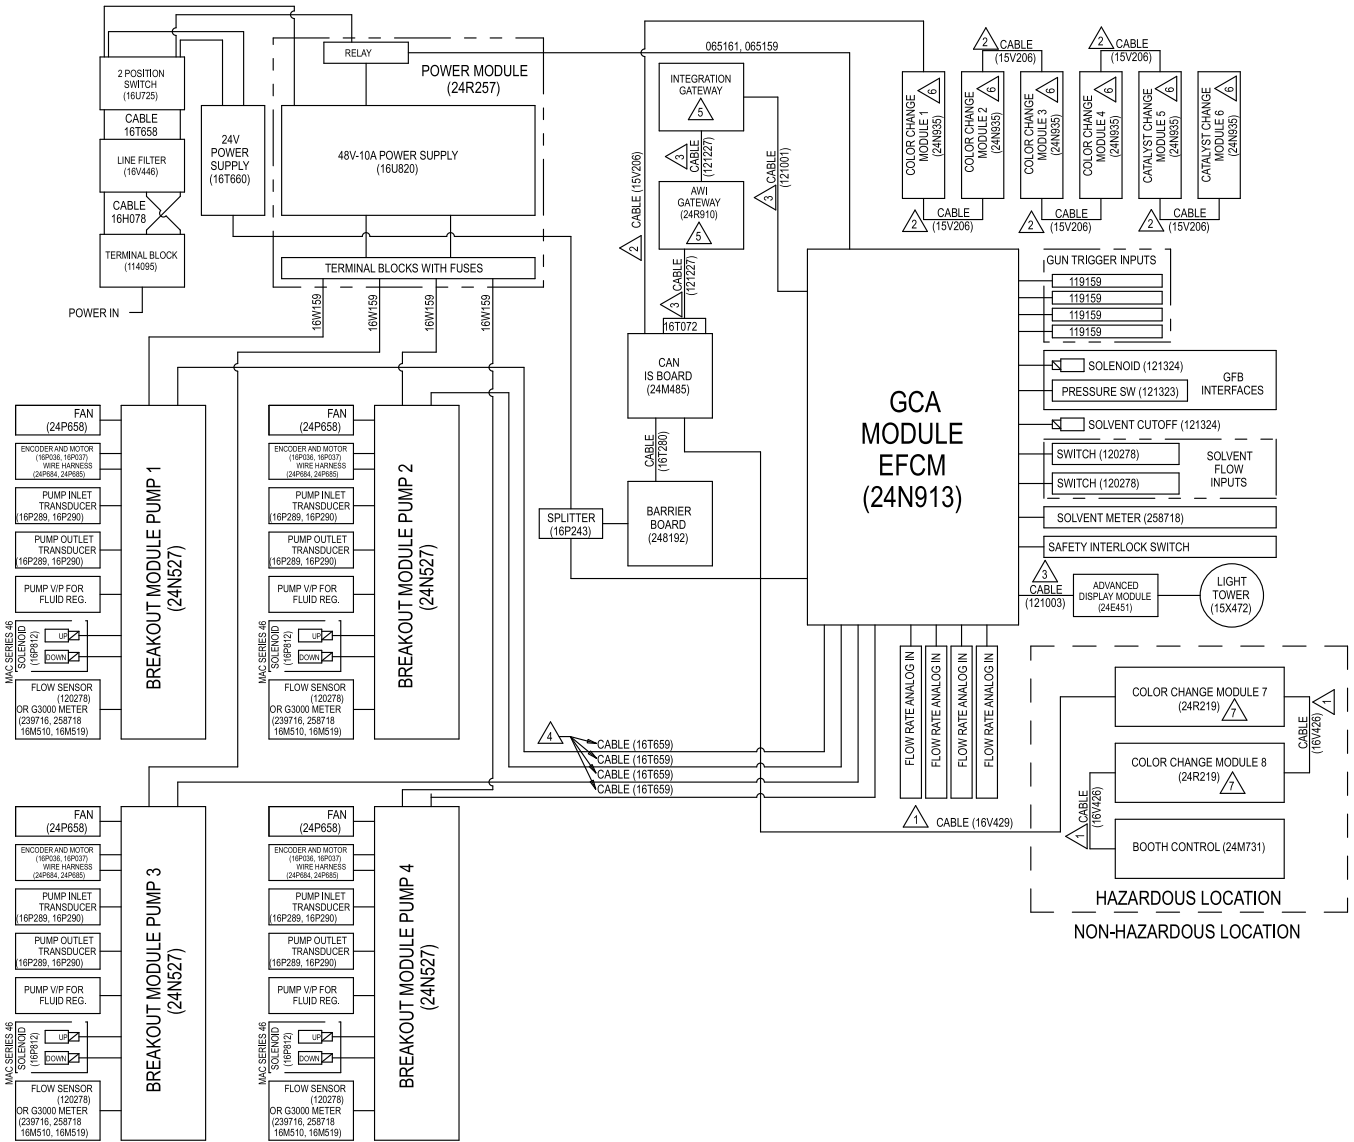 2 POSITION
SWITCH
(16U725)
CABLE
16T658
LINE FILTER
(16V446)
CABLE
16H078
TERMINAL BLOCK
(114095)
POWER IN
24V
POWER
SUPPLY
(16T660)
RELAY
POWER MODULE
(24R257)
48V-10A POWER SUPPLY
(16U820)
TERMINAL BLOCKS WITH FUSES
16W159
16W159
16W159
16W159
065161, 065159
INTEGRATION
GATEWAY
5
3
CABLE
(121227)
AWI
GATEWAY
(24R910)
5
3
CABLE
(121227)
3
CABLE
(121001)
2
CABLE (15V206)
16T072
CAN
IS BOARD
(24M485)
CABLE
(16T280)
BARRIER
BOARD
(248192)
SPLITTER
(16P243)
2
CABLE
(15V206)
2
CABLE
(15V206)
COLOR CHANGE
MODULE 1
(24N935)
6
COLOR CHANGE
MODULE 2
(24N935)
6
COLOR CHANGE
MODULE 3
(24N935)
6
COLOR CHANGE
MODULE 4
(24N935)
6
CATALYST CHANGE
MODULE 5
(24N935)
6
CATALYST CHANGE
MODULE 6
(24N935)
6
2
CABLE
(15V206)
2
CABLE
(15V206)
2
CABLE
(15V206)
GCA
MODULE
EFCM
(24N913)
GUN TRIGGER INPUTS
119159
119159
119159
119159
SOLENOID (121324)
PRESSURE SW (121323)
GFB
INTERFACES
SOLVENT CUTOFF (121324)
SWITCH (120278)
SWITCH (120278)
SOLVENT
FLOW
INPUTS
SOLVENT METER (258718)
SAFETY INTERLOCK SWITCH
3
CABLE
(121003)
ADVANCED
DISPLAY MODULE
(24E451)
LIGHT
TOWER
(15X472)
FLOW RATE ANALOG IN
FLOW RATE ANALOG IN
FLOW RATE ANALOG IN
FLOW RATE ANALOG IN
1
CABLE (16V429)
COLOR CHANGE MODULE 7
(24R219)
7
1
CABLE
(16V426)
COLOR CHANGE MODULE 8
(24R219)
7
1
CABLE
(16V426)
BOOTH CONTROL (24M731)
HAZARDOUS LOCATION
NON-HAZARDOUS LOCATION
4
CABLE (16T659)
CABLE (16T659)
CABLE (16T659)
CABLE (16T659)
FAN
(24P658)
ENCODER AND MOTOR
(16P036, 16P037)
WIRE HARNESS
(24P684, 24P685)
PUMP INLET
TRANSDUCER
(16P289, 16P290)
PUMP OUTLET
TRANSDUCER
(16P289, 16P290)
PUMP V/P FOR
FLUID REG.
MAC SERIES 46
SOLENOID
(16P812)
UP
DOWN
FLOW SENSOR
(120278)
OR G3000 METER
(239716, 258718
16M510, 16M519)
BREAKOUT MODULE PUMP 1
(24N527)
FAN
(24P658)
ENCODER AND MOTOR
(16P036, 16P037)
WIRE HARNESS
(24P684, 24P685)
PUMP INLET
TRANSDUCER
(16P289, 16P290)
PUMP OUTLET
TRANSDUCER
(16P289, 16P290)
PUMP V/P FOR
FLUID REG.
MAC SERIES 46
SOLENOID
(16P812)
UP
DOWN
FLOW SENSOR
(120278)
OR G3000 METER
(239716, 258718
16M510, 16M519)
BREAKOUT MODULE PUMP 2
(24N527)
FAN
(24P658)
ENCODER AND MOTOR
(16P036, 16P037)
WIRE HARNESS
(24P684, 24P685)
PUMP INLET
TRANSDUCER
(16P289, 16P290)
PUMP OUTLET
TRANSDUCER
(16P289, 16P290)
PUMP V/P FOR
FLUID REG.
MAC SERIES 46
SOLENOID
(16P812)
UP
DOWN
FLOW SENSOR
(120278)
OR G3000 METER
(239716, 258718
16M510, 16M519)
BREAKOUT MODULE PUMP 3
(24N527)
FAN
(24P658)
ENCODER AND MOTOR
(16P036, 16P037)
WIRE HARNESS
(24P684, 24P685)
PUMP INLET
TRANSDUCER
(16P289, 16P290)
PUMP OUTLET
TRANSDUCER
(16P289, 16P290)
PUMP V/P FOR
FLUID REG.
MAC SERIES 46
SOLENOID
(16P812)
UP
DOWN
FLOW SENSOR
(120278)
OR G3000 METER
(239716, 258718
16M510, 16M519)
BREAKOUT MODULE PUMP 4
(24N527)